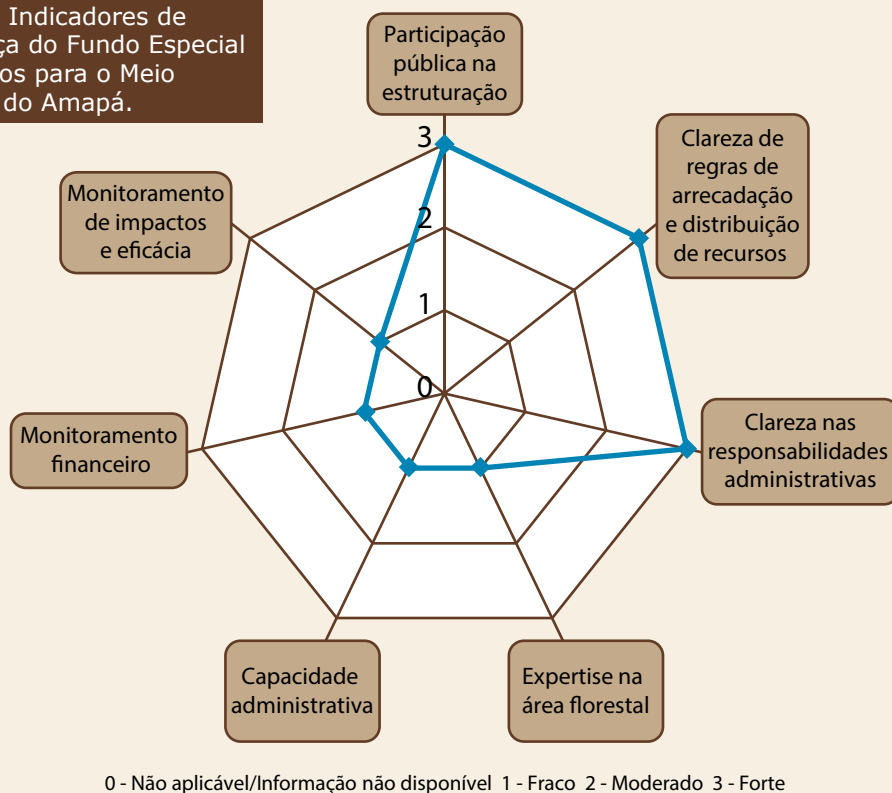 Indicadores de
ça do Fundo Especial
os para o Meio
do Amapá.
Participação
pública na
estruturação
Clareza de
regras de
arrecadação
e distribuição
de recursos
Clareza nas
responsabilidades
administrativas
Expertise na
área florestal
Capacidade
administrativa
Monitoramento
financeiro
Monitoramento
de impactos
e eficácia
3
2
1
0
0 - Não aplicável/Informação não disponível 1 - Fraco 2 - Moderado 3 - Forte